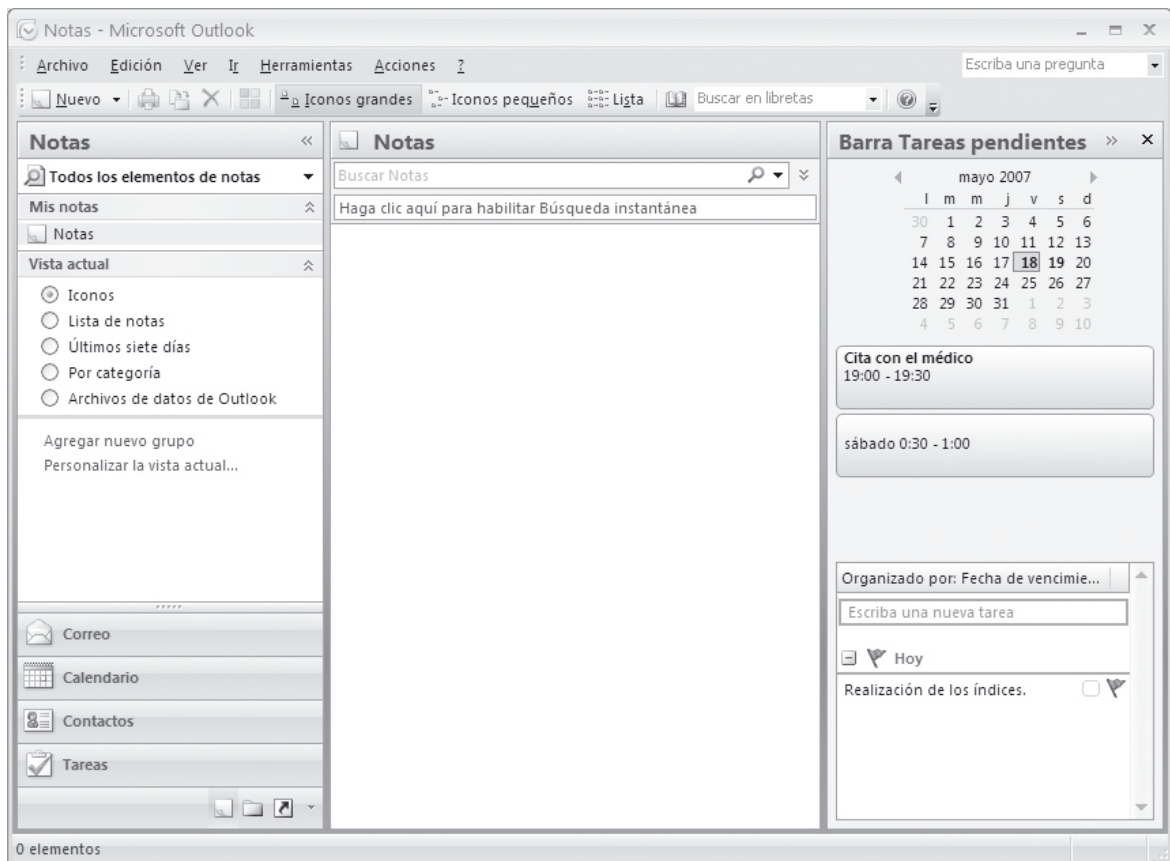 Notas - Microsoft Outlook
Archivo Edición Ver Ir Herramientas Acciones ? Escriba una pregunta
Nuevo Iconos grandes Iconos pequeños Lista Buscar en libretas
Notas
Todos los elementos de notas
Mis notas
Notas
Vista actual
Iconos
Lista de notas
Últimos siete días
Por categoría
Archivos de datos de Outlook
Agregar nuevo grupo
Personalizar la vista actual...
Correo
Calendario
Contactos
Tareas
Notas
Buscar Notas
Haga clic aquí para habilitar Búsqueda instantánea
Barra Tareas pendientes
mayo 2007
l m m j v s d
30 1 2 3 4 5 6
7 8 9 10 11 12 13
14 15 16 17 18 19 20
21 22 23 24 25 26 27
28 29 30 31 1 2 3
4 5 6 7 8 9 10
Cita con el médico
19:00 - 19:30
sábado 0:30 - 1:00
Organizado por: Fecha de vencimie...
Escriba una nueva tarea
Hoy
Realización de los índices.
0 elementos